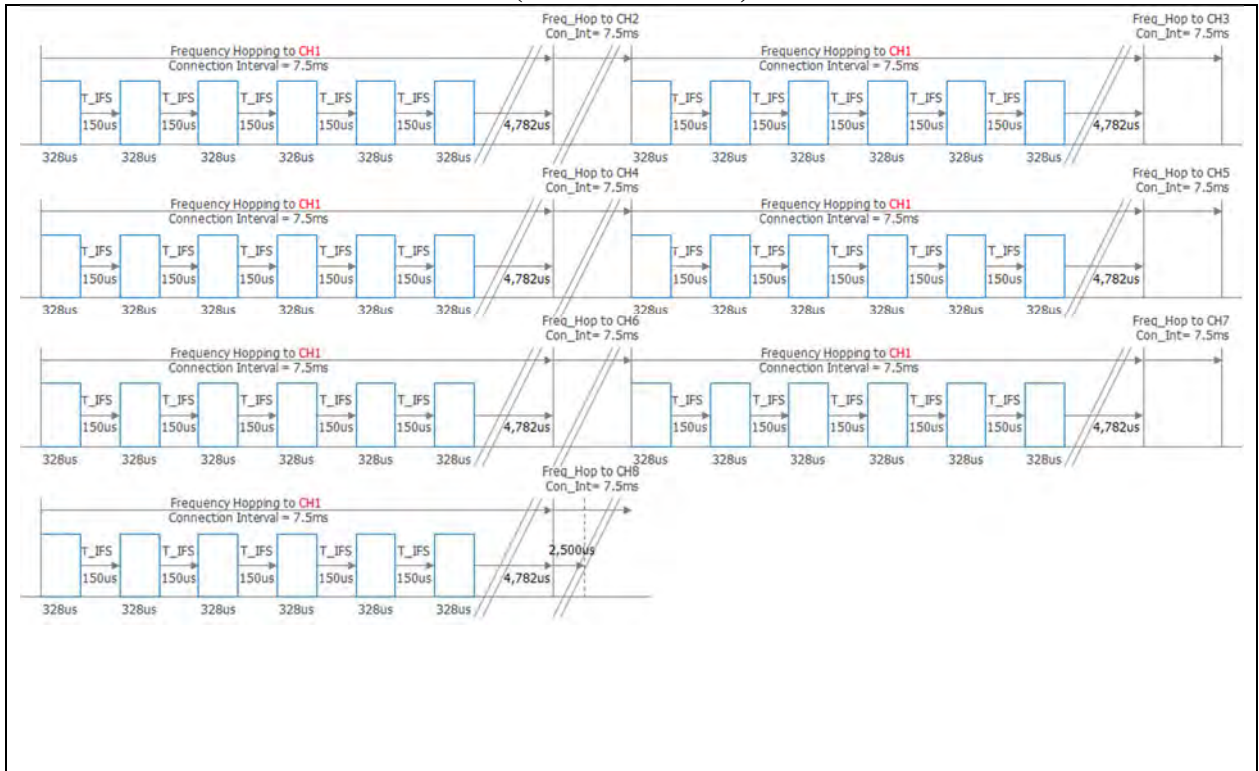 Freq_Hop to CH2
Con_Int= 7.5ms
Freq_Hop to CH3
Con_Int= 7.5ms
Frequency Hopping to CH1
Connection Interval = 7.5ms
Frequency Hopping to CH1
Connection Interval = 7.5ms
T_IFS T_IFS T_IFS T_IFS T_IFS T_IFS T_IFS T_IFS T_IFS T_IFS
150us 150us 150us 150us 150us 4,782us 150us 150us 150us 150us 150us 4,782us
328us 328us 328us 328us 328us 328us 328us 328us 328us 328us 328us 328us
Freq_Hop to CH4
Con_Int= 7.5ms
Freq_Hop to CH5
Con_Int= 7.5ms
Frequency Hopping to CH1
Connection Interval = 7.5ms
Frequency Hopping to CH1
Connection Interval = 7.5ms
T_IFS T_IFS T_IFS T_IFS T_IFS T_IFS T_IFS T_IFS T_IFS T_IFS
150us 150us 150us 150us 150us 4,782us 150us 150us 150us 150us 150us 4,782us
328us 328us 328us 328us 328us 328us 328us 328us 328us 328us 328us 328us
Freq_Hop to CH6
Con_Int= 7.5ms
Freq_Hop to CH7
Con_Int= 7.5ms
Frequency Hopping to CH1
Connection Interval = 7.5ms
Frequency Hopping to CH1
Connection Interval = 7.5ms
T_IFS T_IFS T_IFS T_IFS T_IFS T_IFS T_IFS T_IFS T_IFS T_IFS
150us 150us 150us 150us 150us 4,782us 150us 150us 150us 150us 150us 4,782us
328us 328us 328us 328us 328us 328us 328us 328us 328us 328us 328us 328us
Freq_Hop to CH8
Con_Int= 7.5ms
Frequency Hopping to CH1
Connection Interval = 7.5ms
T_IFS T_IFS T_IFS T_IFS T_IFS 2,500us
150us 150us 150us 150us 150us 4,782us
328us 328us 328us 328us 328us 328us